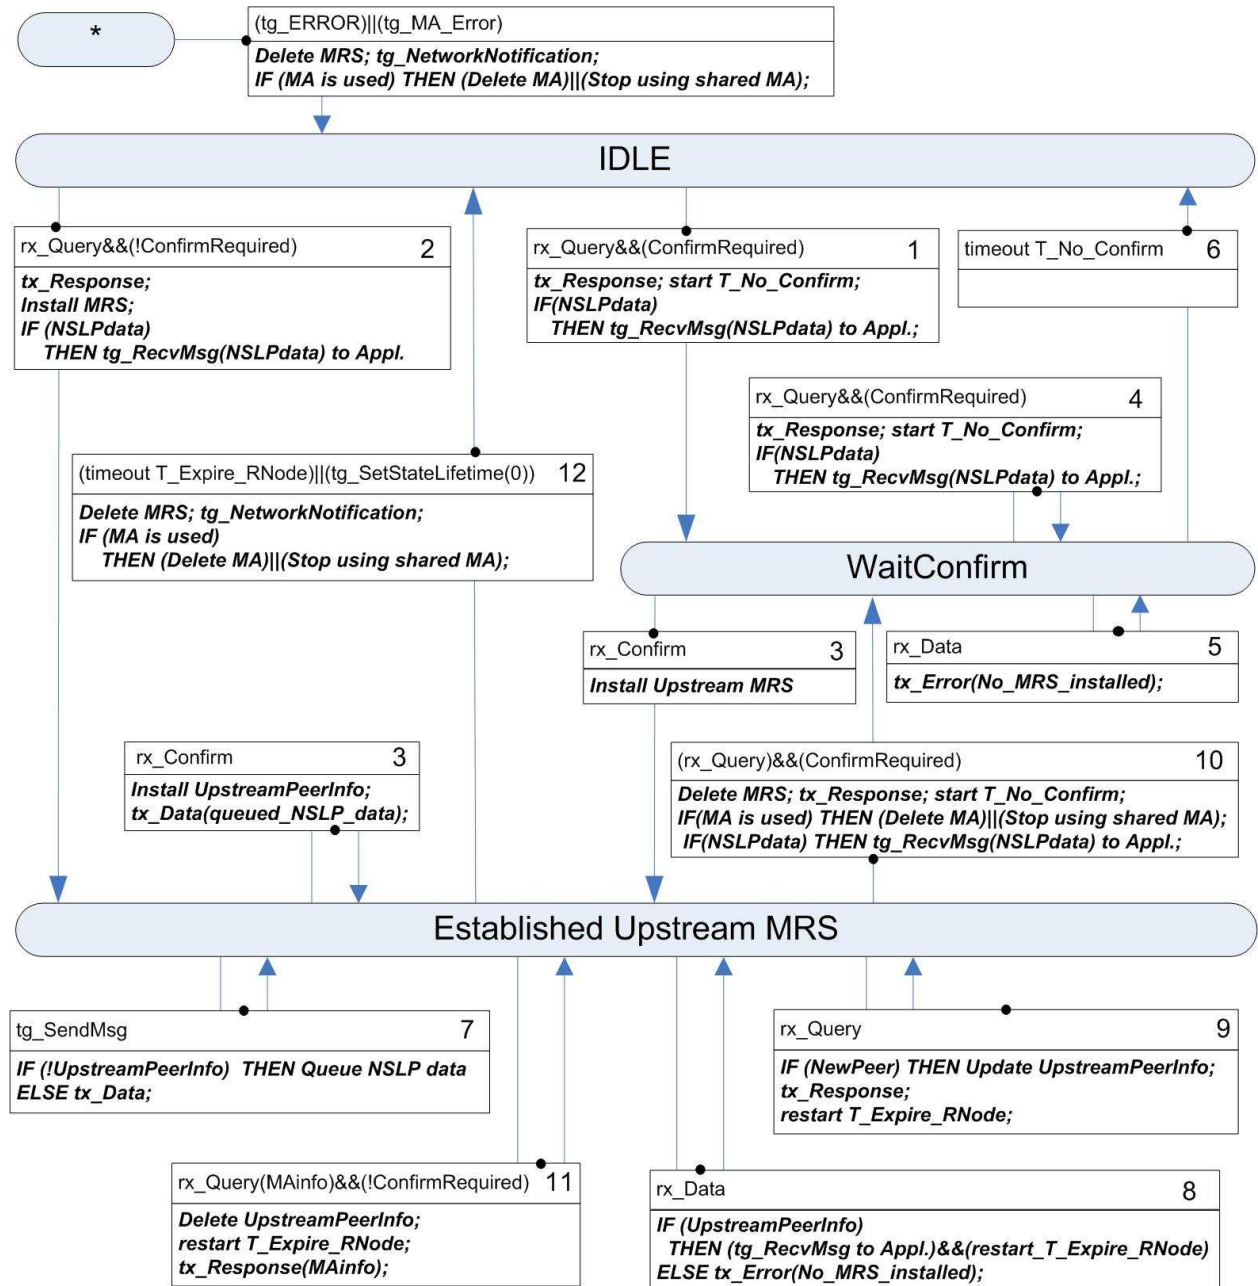 *
(tg_ERROR)||(tg_MA_Error)
Delete MRS; tg_NetworkNotification;
IF (MA is used) THEN (Delete MA)||(Stop using shared MA);
IDLE
rx_Query&&(!ConfirmRequired) 2
tx_Response;
Install MRS;
IF (NSLPdata)
THEN tg_RecvMsg(NSLPdata) to Appl.
rx_Query&&(ConfirmRequired) 1
tx_Response; start T_No_Confirm;
IF(NSLPdata)
THEN tg_RecvMsg(NSLPdata) to Appl.;
timeout T_No_Confirm 6
rx_Query&&(ConfirmRequired) 4
tx_Response; start T_No_Confirm;
IF(NSLPdata)
THEN tg_RecvMsg(NSLPdata) to Appl.;
(timeout T_Expire_RNode)||(tg_SetStateLifetime(0)) 12
Delete MRS; tg_NetworkNotification;
IF (MA is used)
THEN (Delete MA)||(Stop using shared MA);
WaitConfirm
rx_Confirm 3
Install Upstream MRS
rx_Data 5
tx_Error(No_MRS_installed);
rx_Confirm 3
Install UpstreamPeerInfo;
tx_Data(queued_NSLP_data);
(rx_Query)&&(ConfirmRequired) 10
Delete MRS; tx_Response; start T_No_Confirm;
IF(MA is used) THEN (Delete MA)||(Stop using shared MA);
IF(NSLPdata) THEN tg_RecvMsg(NSLPdata) to Appl.;
Established Upstream MRS
tg_SendMsg 7
IF (!UpstreamPeerInfo) THEN Queue NSLP data
ELSE tx_Data;
rx_Query 9
IF (NewPeer) THEN Update UpstreamPeerInfo;
tx_Response;
restart T_Expire_RNode;
rx_Query(MAinfo)&&(!ConfirmRequired) 11
Delete UpstreamPeerInfo;
restart T_Expire_RNode;
tx_Response(MAinfo);
rx_Data 8
IF (UpstreamPeerInfo)
THEN (tg_RecvMsg to Appl.)&&(restart_T_Expire_RNode)
ELSE tx_Error(No_MRS_installed);